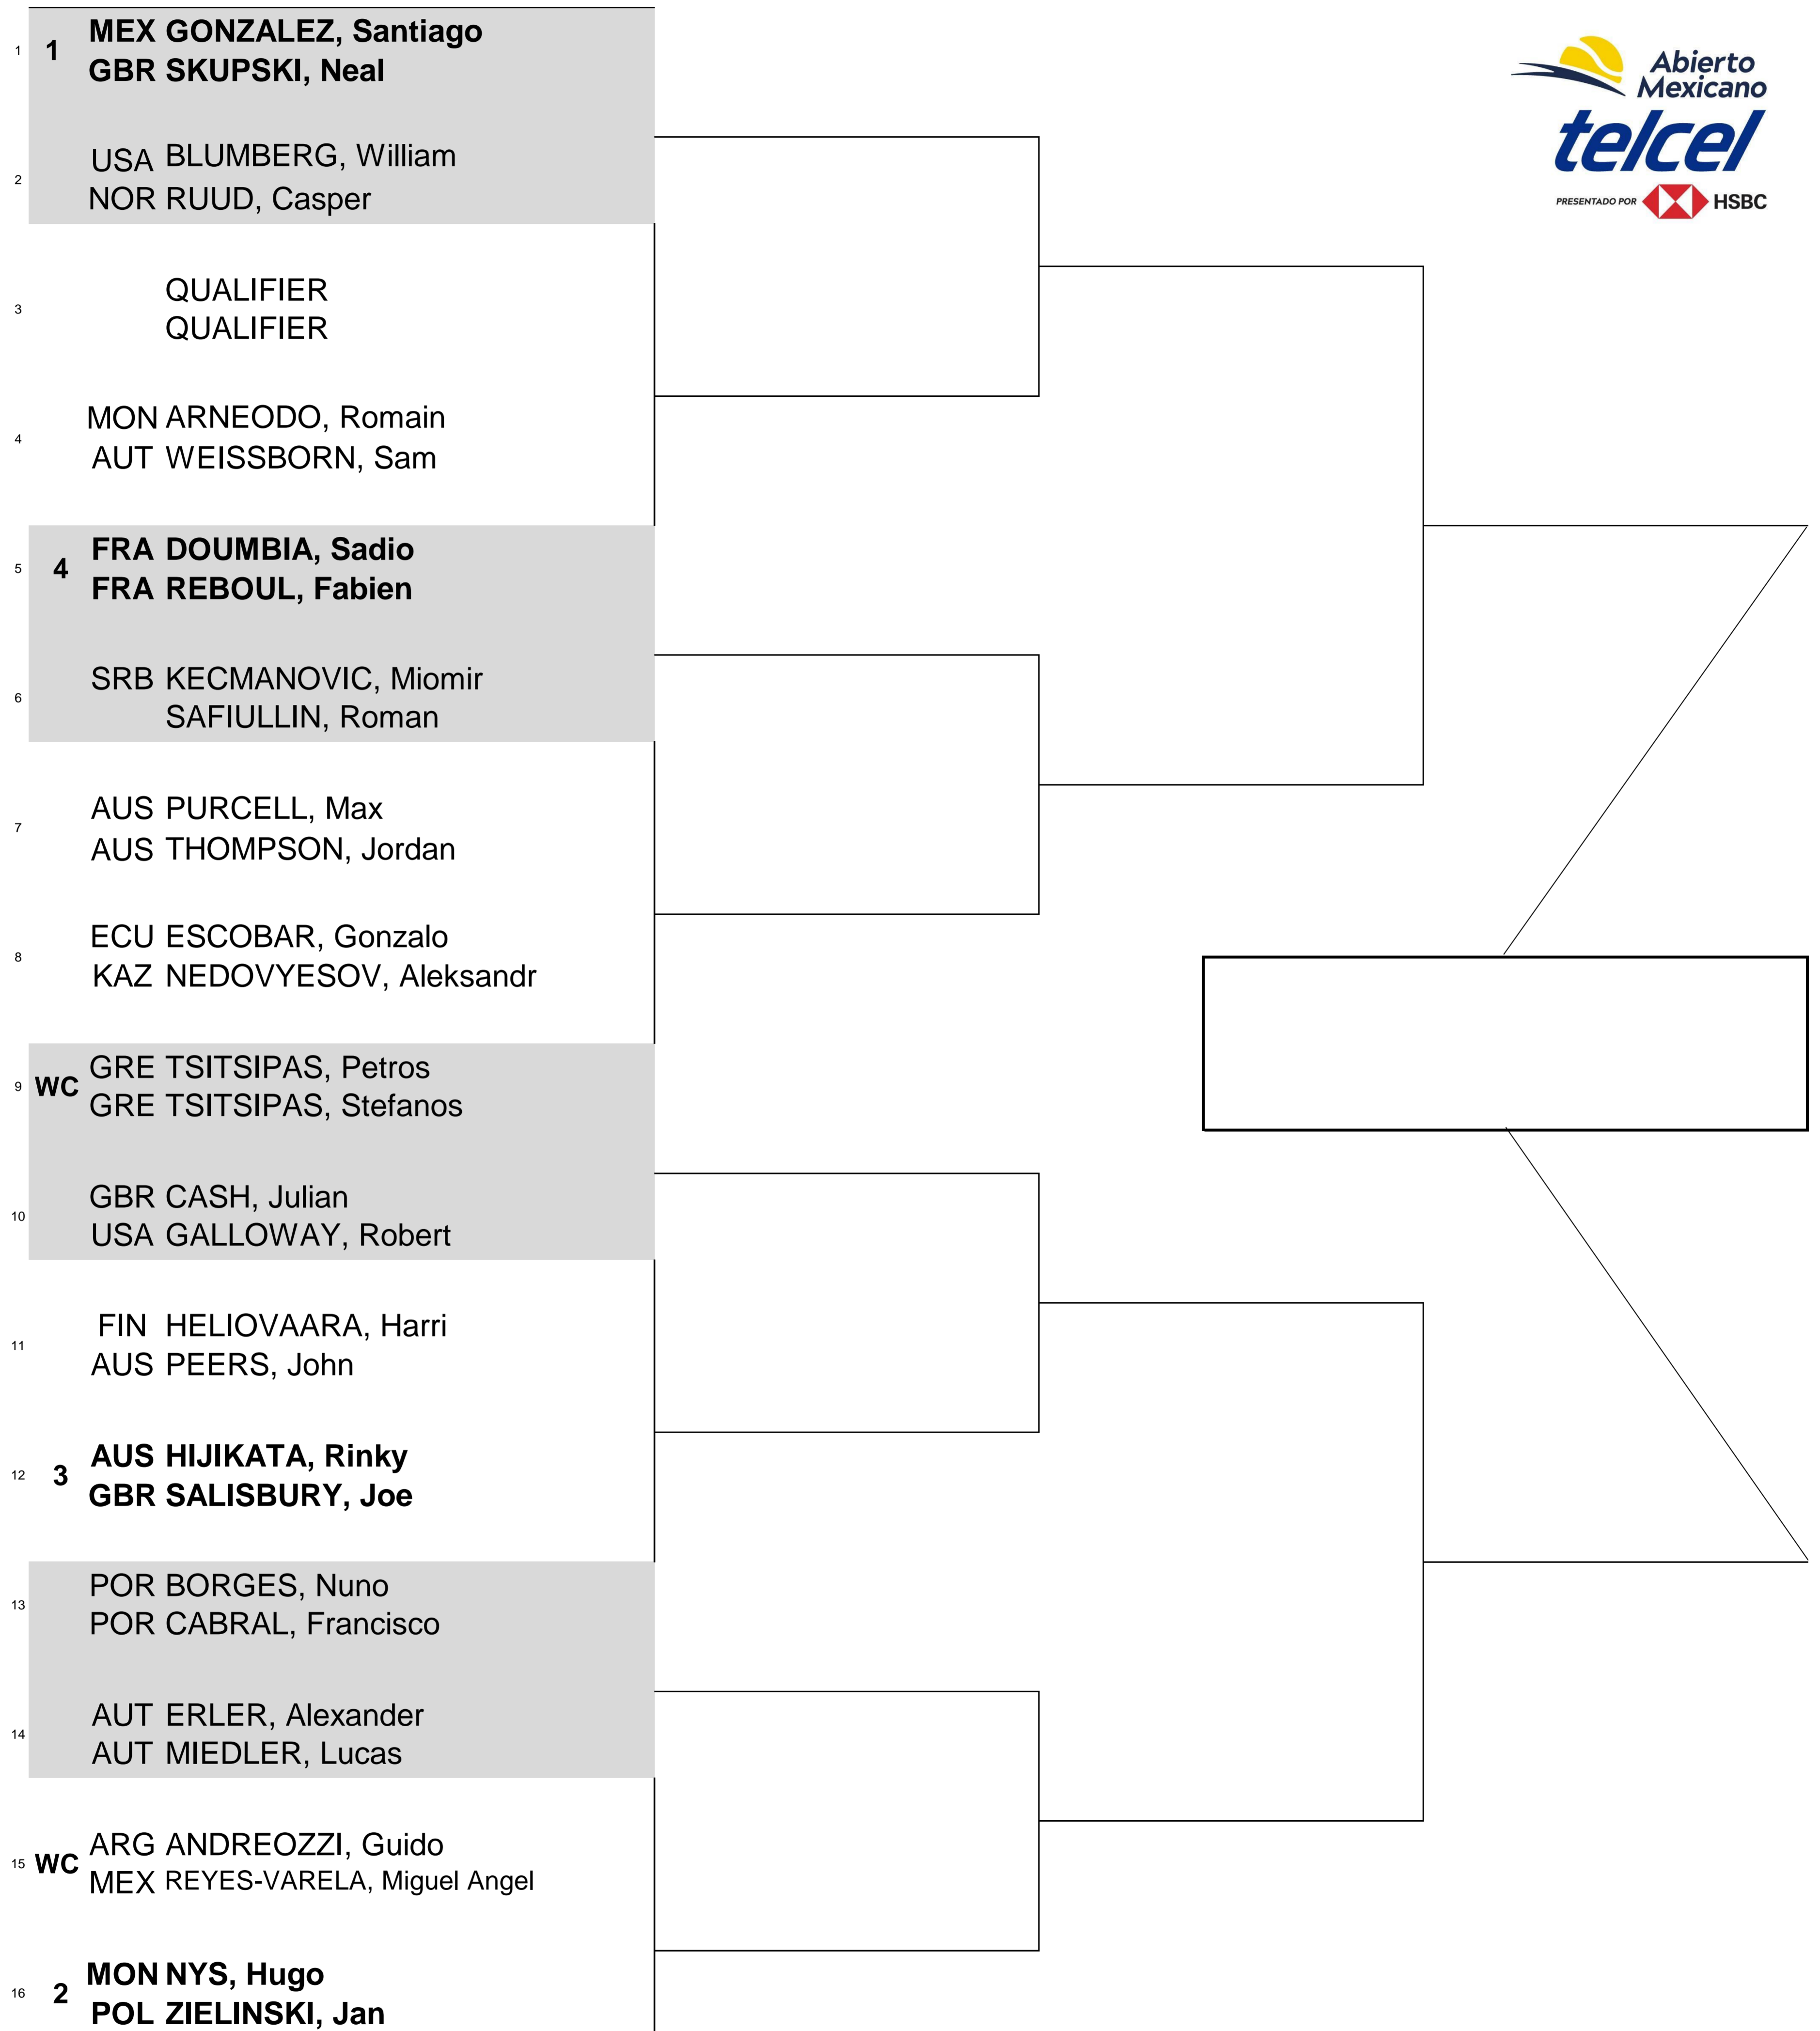 1 1 MEX GONZALEZ, Santiago
GBR SKUPSKI, Neal
2 USA BLUMBERG, William
NOR RUUD, Casper
3 QUALIFIER
QUALIFIER
4 MON ARNEODO, Romain
AUT WEISSBORN, Sam
5 4 FRA DOUMBIA, Sadio
FRA REBOUL, Fabien
6 SRB KECMANOVIC, Miomir
SAFIULLIN, Roman
7 AUS PURCELL, Max
AUS THOMPSON, Jordan
8 ECU ESCOBAR, Gonzalo
KAZ NEDOVYESOV, Aleksandr
9 WC GRE TSITSIPAS, Petros
GRE TSITSIPAS, Stefanos
10 GBR CASH, Julian
USA GALLOWAY, Robert
11 FIN HELIOVAARA, Harri
AUS PEERS, John
12 3 AUS HIJIKATA, Rinky
GBR SALISBURY, Joe
13 POR BORGES, Nuno
POR CABRAL, Francisco
14 AUT ERLER, Alexander
AUT MIEDLER, Lucas
15 WC ARG ANDREOZZI, Guido
MEX REYES-VARELA, Miguel Angel
16 2 MON NYS, Hugo
POL ZIELINSKI, Jan
Abierto
Mexicano
telcel
PRESENTADO POR HSBC